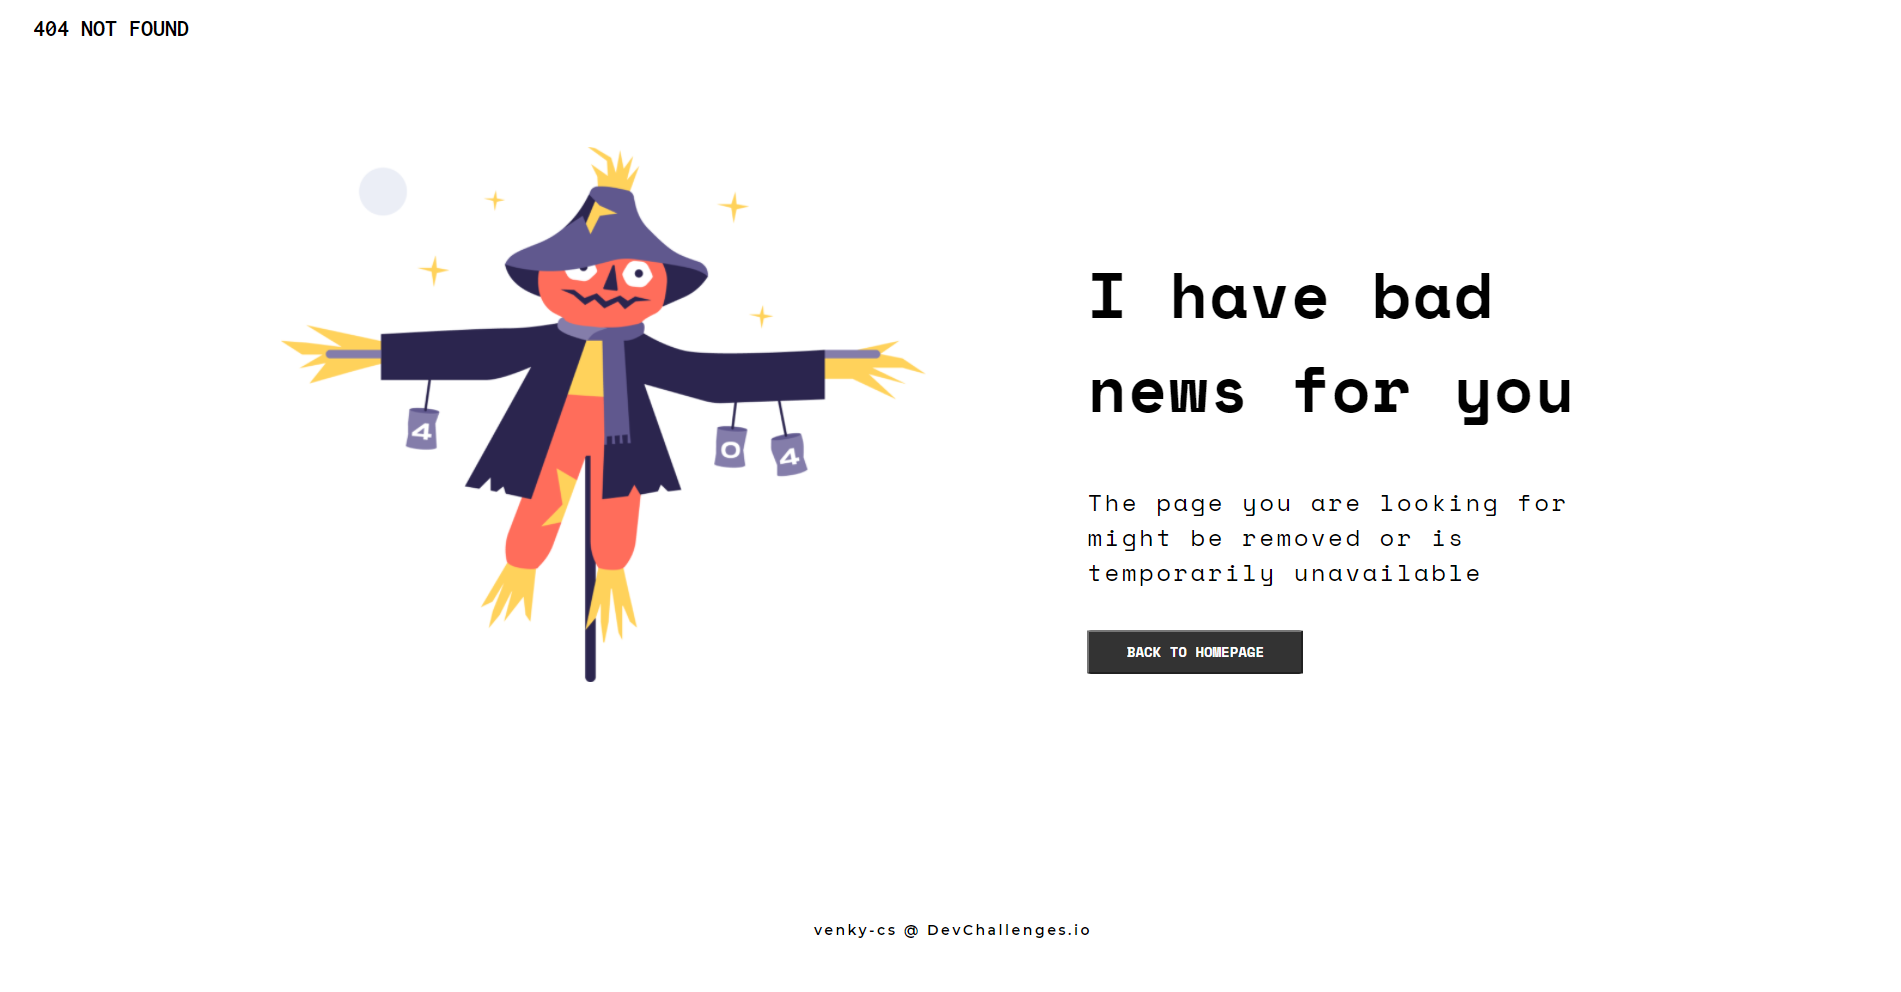 404 NOT FOUND
4
0
4
I have bad
news for you
The page you are looking for
might be removed or is
temporarily unavailable
BACK TO HOMEPAGE
venky-cs @ DevChallenges.io